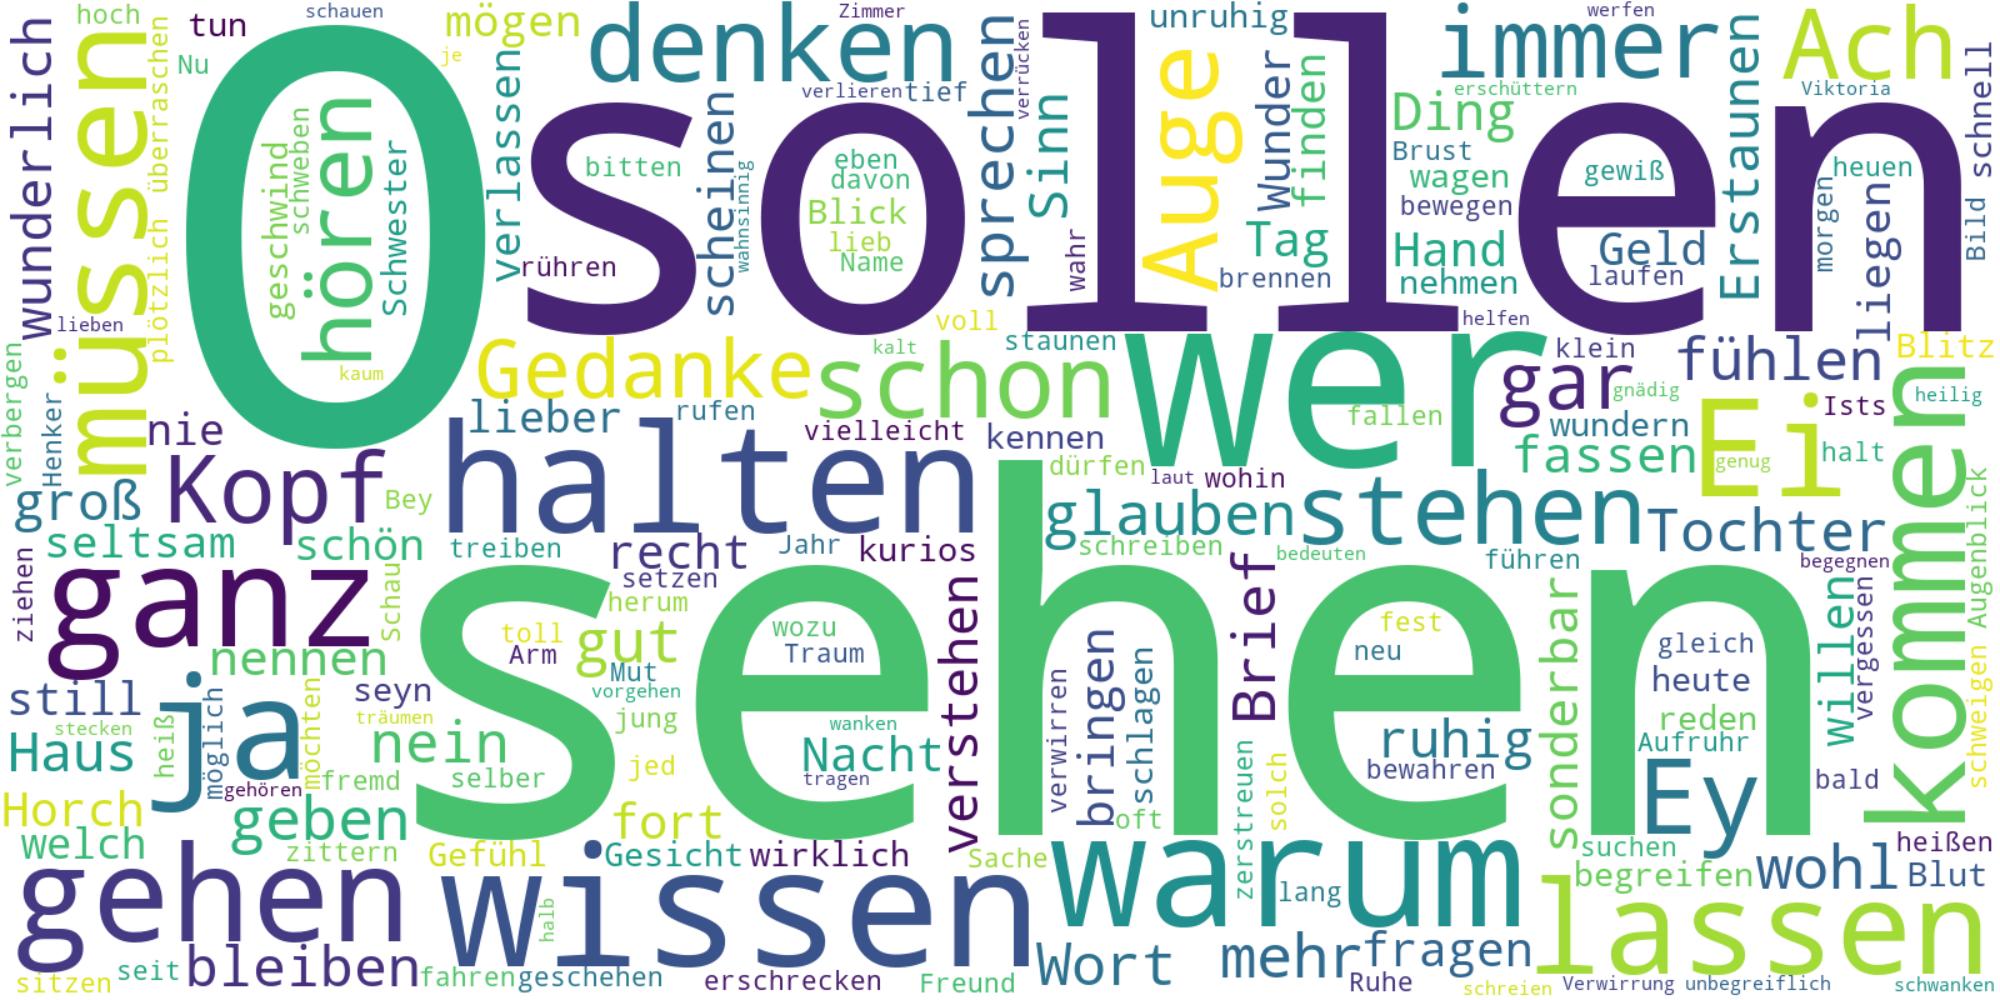 hoch
tun
schauen
mögen
denken
Zimmer
unruhig
immer
werfen
Ach
wunderlich
müssen
überraschen
plötzlich
Nu
O
je
verlassen
sollen
verlieren
tief
sprechen
verrücken
Sinn
Auge
Wunder
finden
Ding
erschüttern
Erstaunen
Viktoria
schnell
geschwind
schweben
hören
Schwester
bitten
scheinen
wahnsinnig
eben
davon
Blick
lieb
Name
wahr
Tag
brennen
Brust
wagen
bewegen
Hand
nehmen
gewiß
Geld
laufen
heuen
morgen
liegen
Bild
rühren
kaum
lieben
voll
staunen
helfen
verbergen
Henker
Gedanke
schon
kalt
wer
klein
gar
gnädig
fühlen
Blitz
heilig
nie
lieber
rufen
vielleicht
kennen
fallen
wundern
Ei
Ists
kommen
Kopf
halten
dürfen
laut
wohin
fassen
genug
halt
groß
Bey
glauben
stehen
Tochter
Augenblick
seltsam
schön
treiben
recht
Jahr
kurios
schreiben
bedeuten
führen
begegnen
ziehen
ganz
Schau
setzen
herum
sehen
verstehen
Brief
sonderbar
willen
vergessen
toll
Arm
gut
wozu
Traum
fest
neu
gleich
heute
nennen
Mut
vorgehen
bringen
schlagen
verwirren
still
ja
seyn
träumen
jung
wanken
reden
schweigen
stecken
Haus
heiß
möglich
möchten
nein
Nacht
ruhig
Aufruhr
gehören
fremd
selber
jed
tragen
bewahren
Ey
bald
Horch
geben
fort
oft
zerstreuen
solch
welch
zittern
Gefühl
Gesicht
wirklich
Sache
warum
suchen
heißen
gehen
wissen
halb
lang
begreifen
wohl
Blut
lassen
sitzen
seit
bleiben
fahren
geschehen
erschrecken
Freund
Wort
mehr
fragen
Ruhe
schreien
Verwirrung
unbegreiflich
schwanken